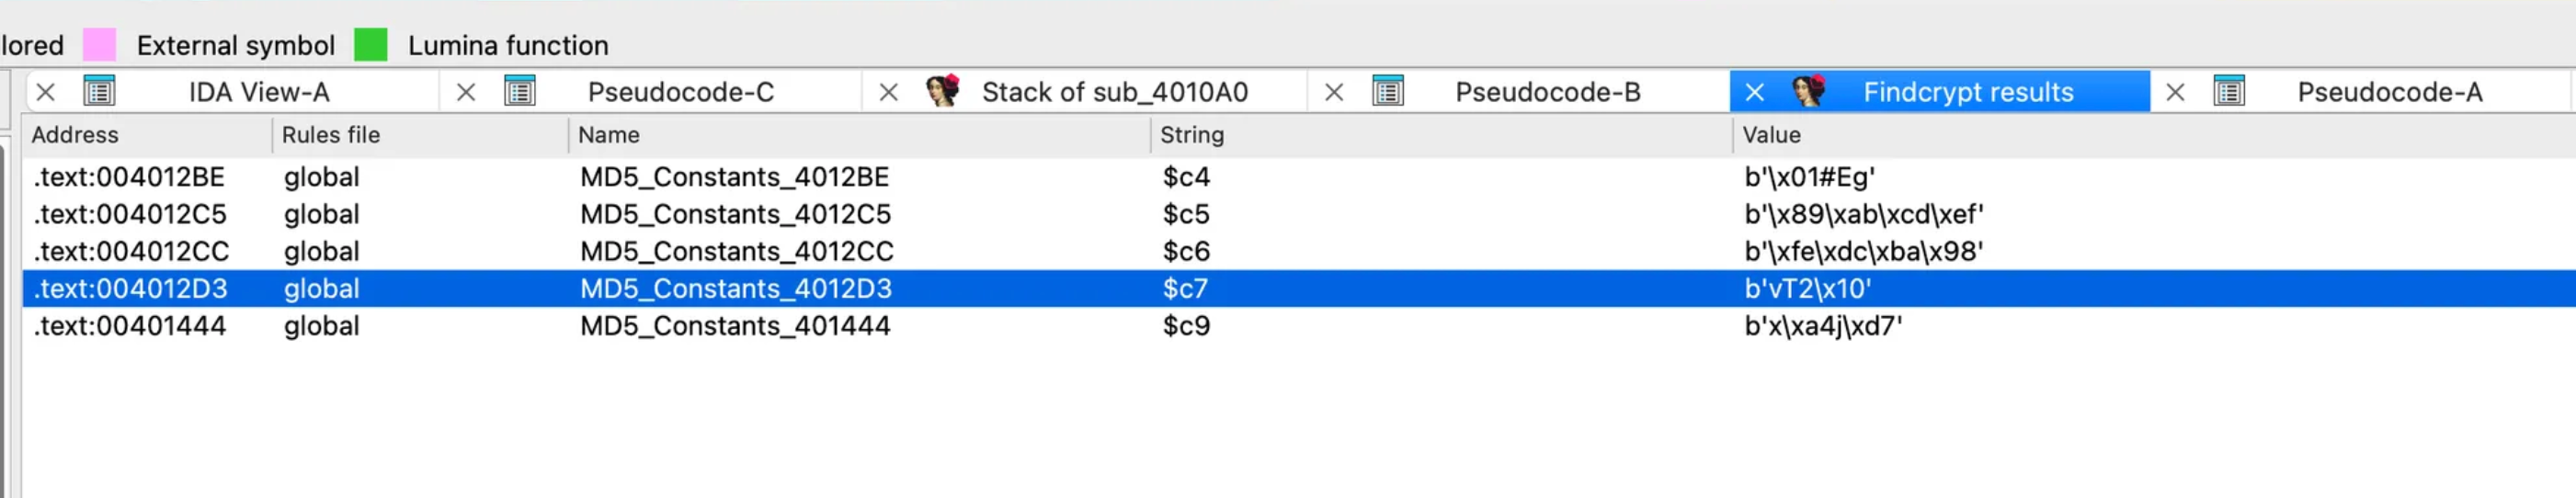 lored External symbol Lumina function
IDA View-A Pseudocode-C Stack of sub_4010A0 Pseudocode-B Findcrypt results Pseudocode-A
Address Rules file Name String Value
.text:004012BE global MD5_Constants_4012BE $c4 b'\x01#Eg'
.text:004012C5 global MD5_Constants_4012C5 $c5 b'\x89\xab\xcd\xef'
.text:004012CC global MD5_Constants_4012CC $c6 b'\xfe\xdc\xba\x98'
.text:004012D3 global MD5_Constants_4012D3 $c7 b'vT2\x10'
.text:00401444 global MD5_Constants_401444 $c9 b'x\xa4j\xd7'